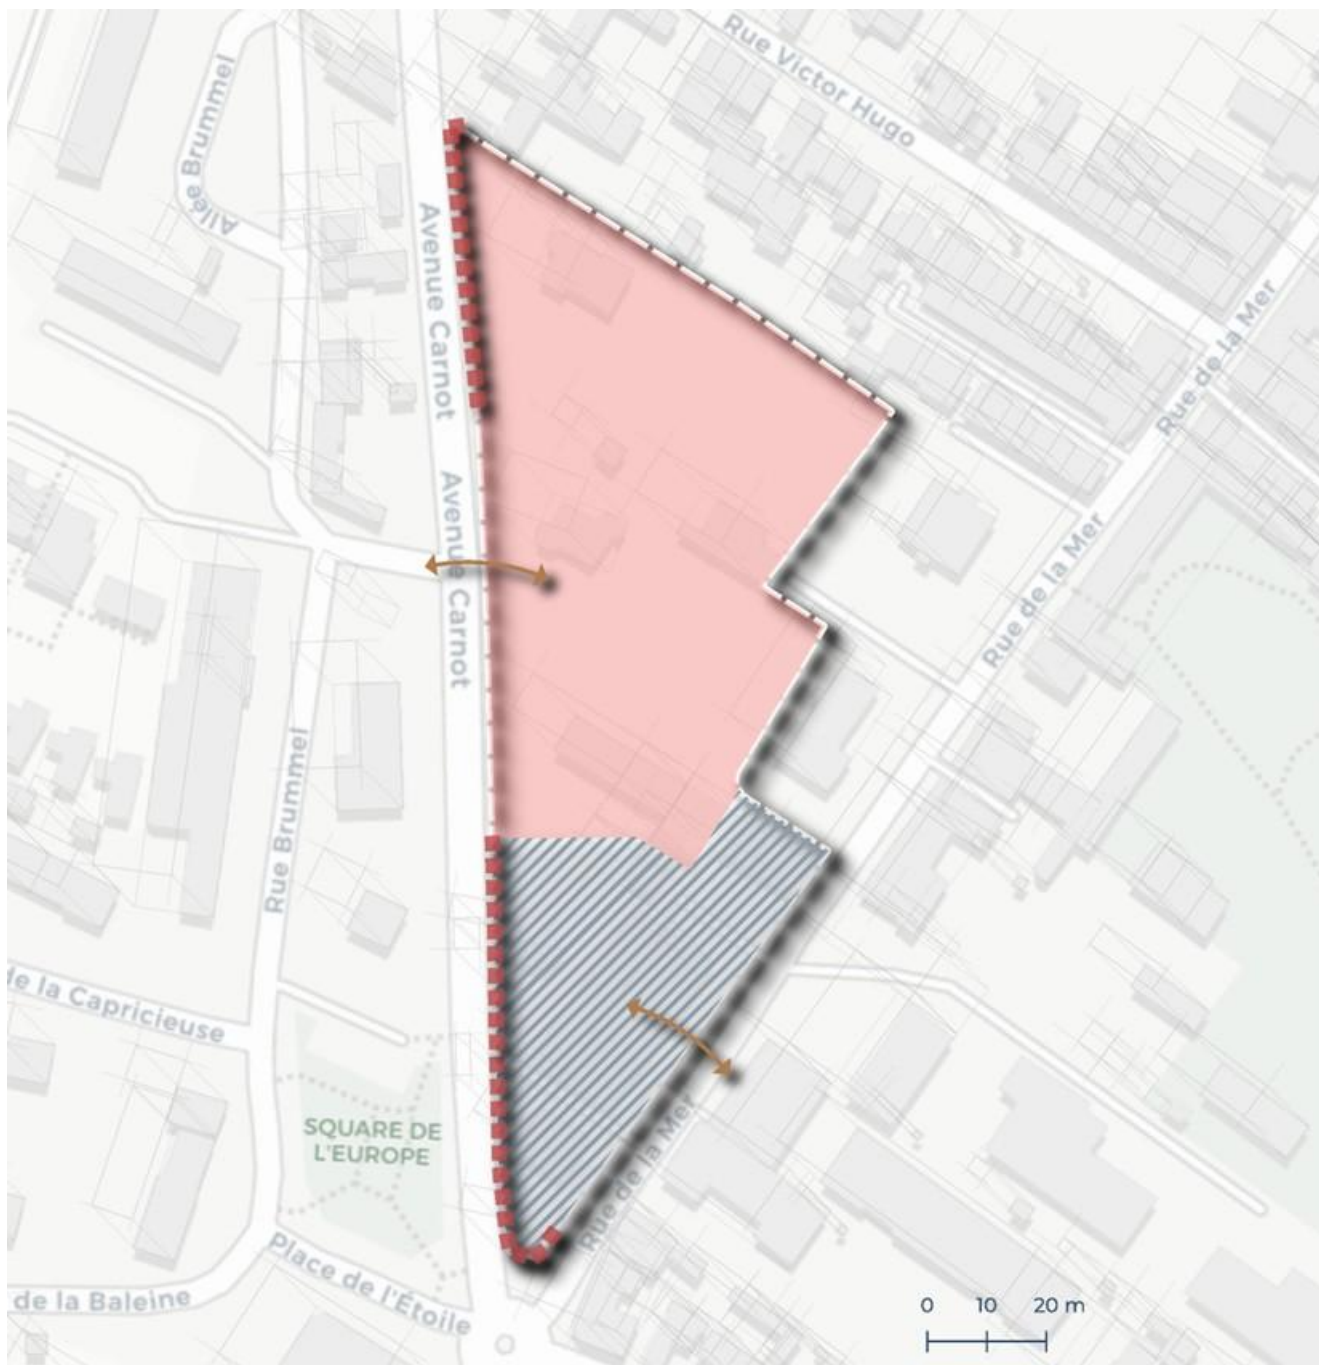 Rue Victor Hugo
Allée Brummel
Avenue Carnot
Rue de la Mer
Avenue Carnot
Rue de la Mer
Rue Brummel
de la Capricieuse
SQUARE DE
L'EUROPE
Rue de la Mer
Place de l'Étoile
de la Baleine
0 10 20 m